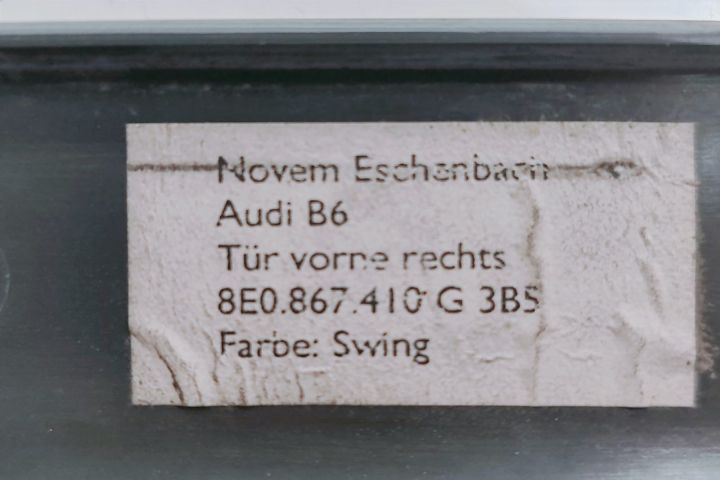 Novem Eschenbach
Audi B6
Tür vorne rechts
8E0.867.410 G 3B5
Farbe: Swing